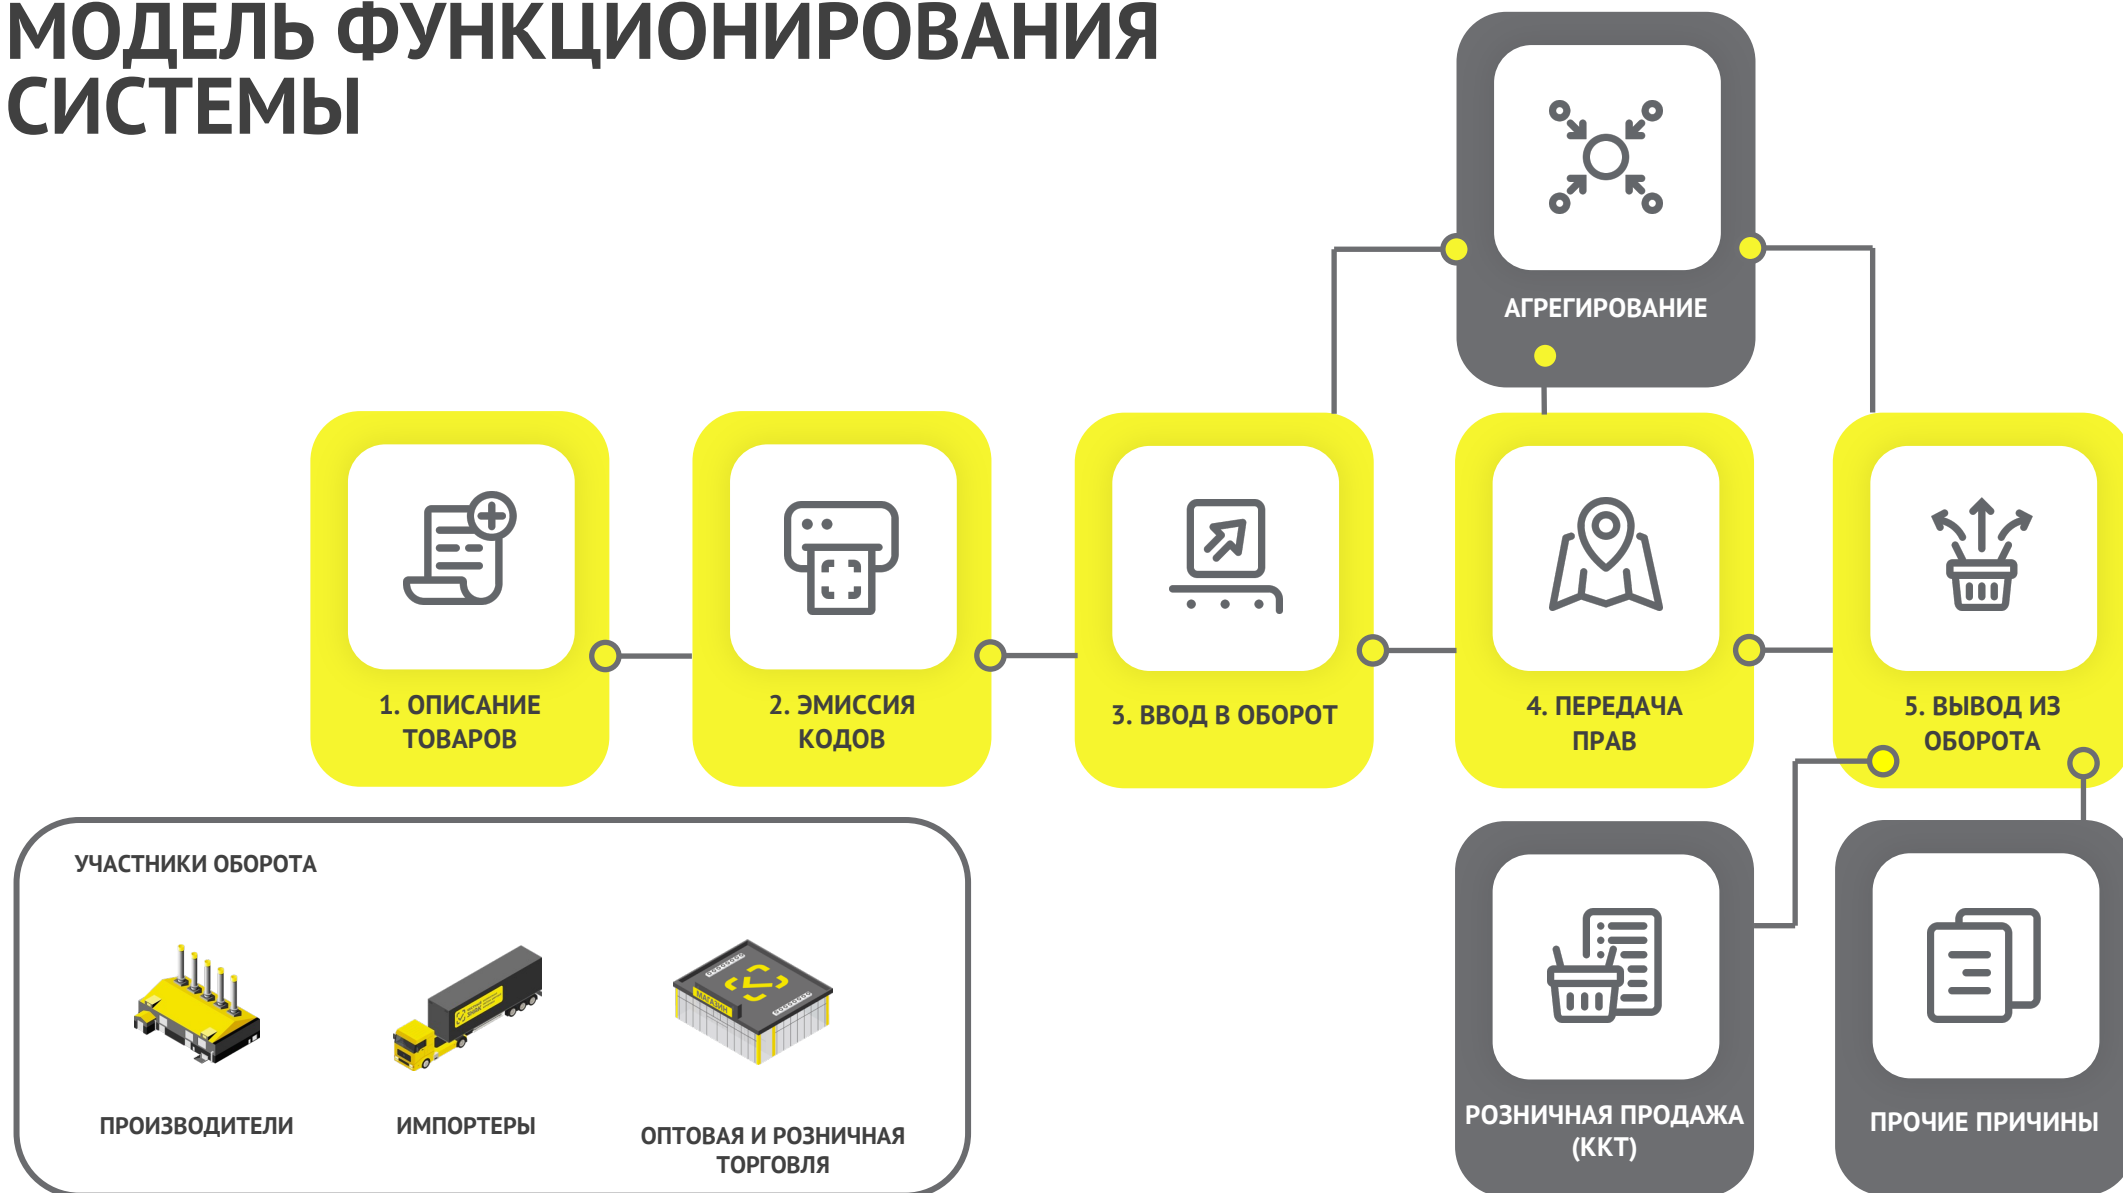 МОДЕЛЬ ФУНКЦИОНИРОВАНИЯ
СИСТЕМЫ
АГРЕГИРОВАНИЕ
1. ОПИСАНИЕ
ТОВАРОВ
2. ЭМИССИЯ
КОДОВ
3. ВВОД В ОБОРОТ
4. ПЕРЕДАЧА
ПРАВ
5. ВЫВОД ИЗ
ОБОРОТА
УЧАСТНИКИ ОБОРОТА
МАГАЗИН
ПРОИЗВОДИТЕЛИ
ИМПОРТЕРЫ
ОПТОВАЯ И РОЗНИЧНАЯ
ТОРГОВЛЯ
РОЗНИЧНАЯ ПРОДАЖА
(ККТ)
ПРОЧИЕ ПРИЧИНЫ